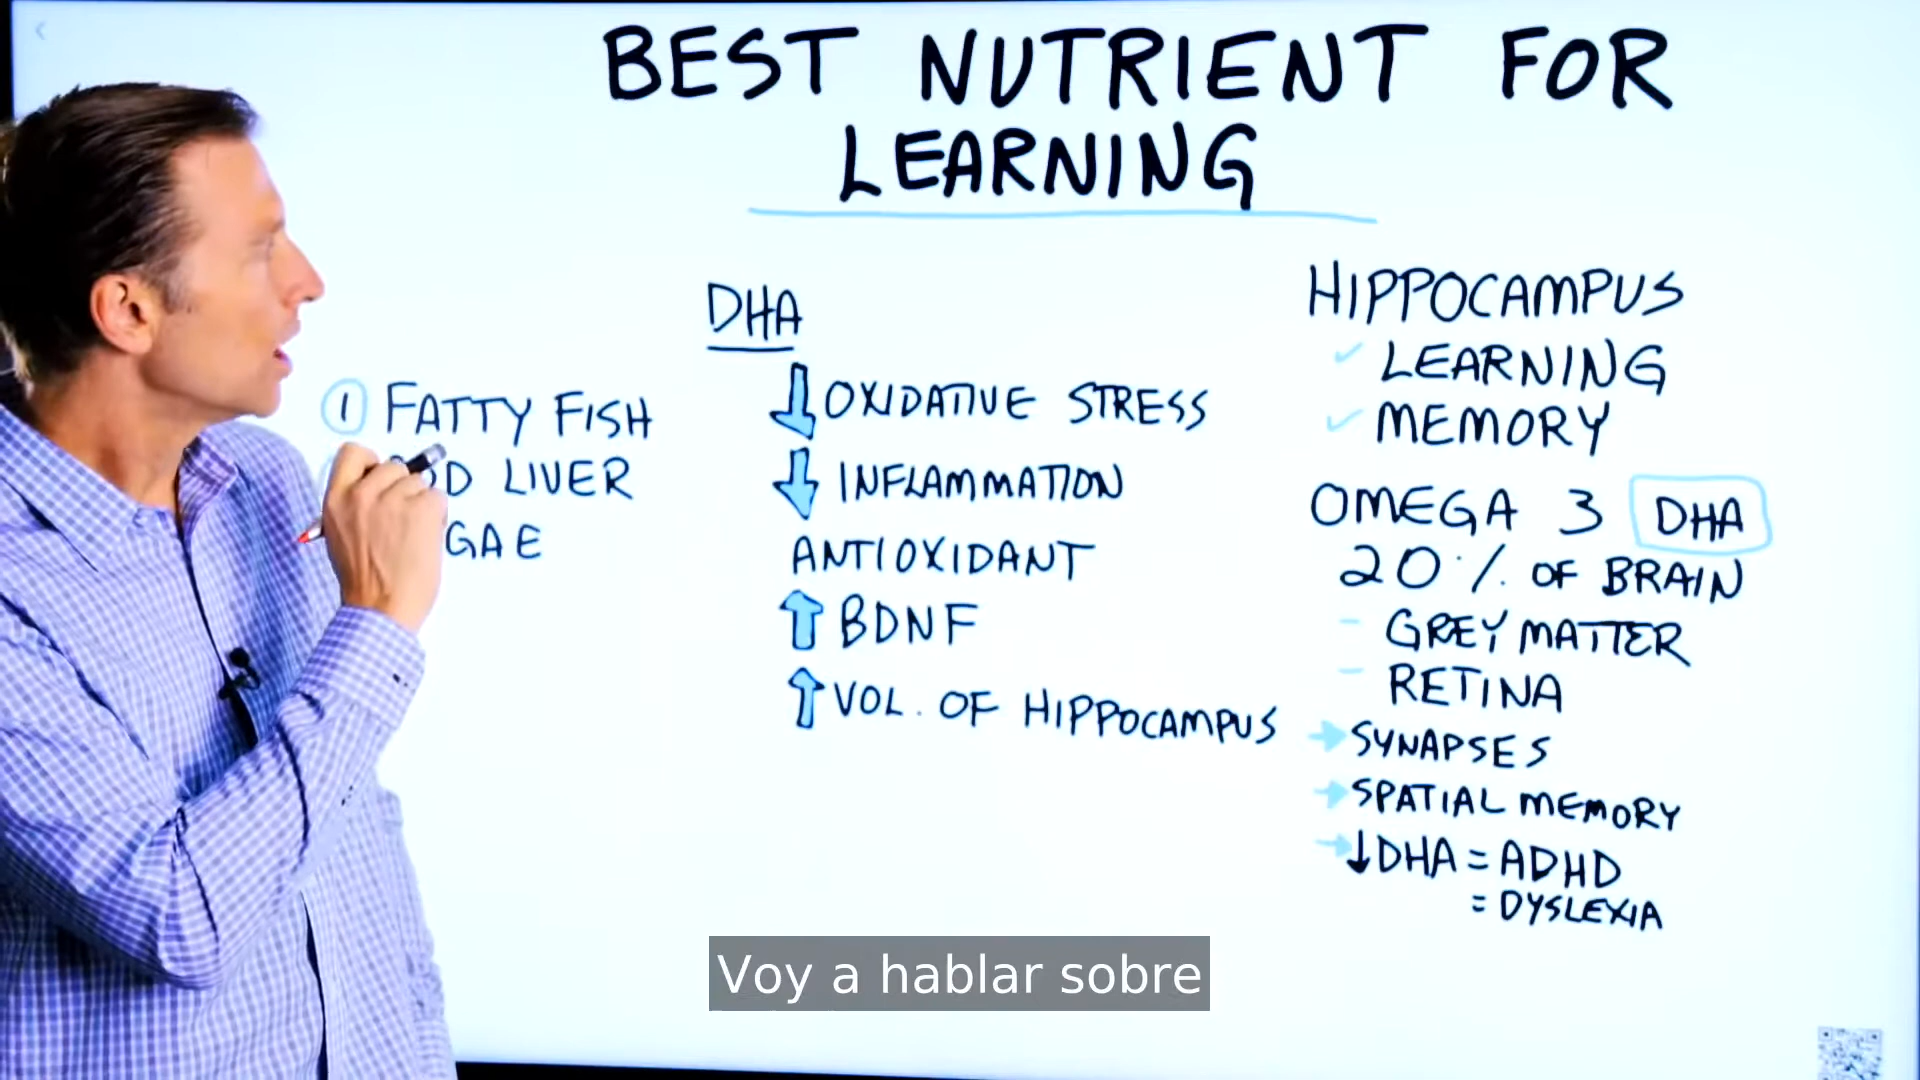 BEST NUTRIENT FOR
LEARNING
① FATTY FISH
LIVER
DHA
↓ OXIDATIVE STRESS
↓ INFLAMMATION
ANTIOXIDANT
↑ BDNF
↑ VOL. OF HIPPOCAMPUS
HIPPOCAMPUS
✓ LEARNING
✓ MEMORY
OMEGA 3 DHA
20% OF BRAIN
- GREY MATTER
- RETINA
→ SYNAPSES
→ SPATIAL MEMORY
→ ↓ DHA = ADHD
= DYSLEXIA
Voy a hablar sobre